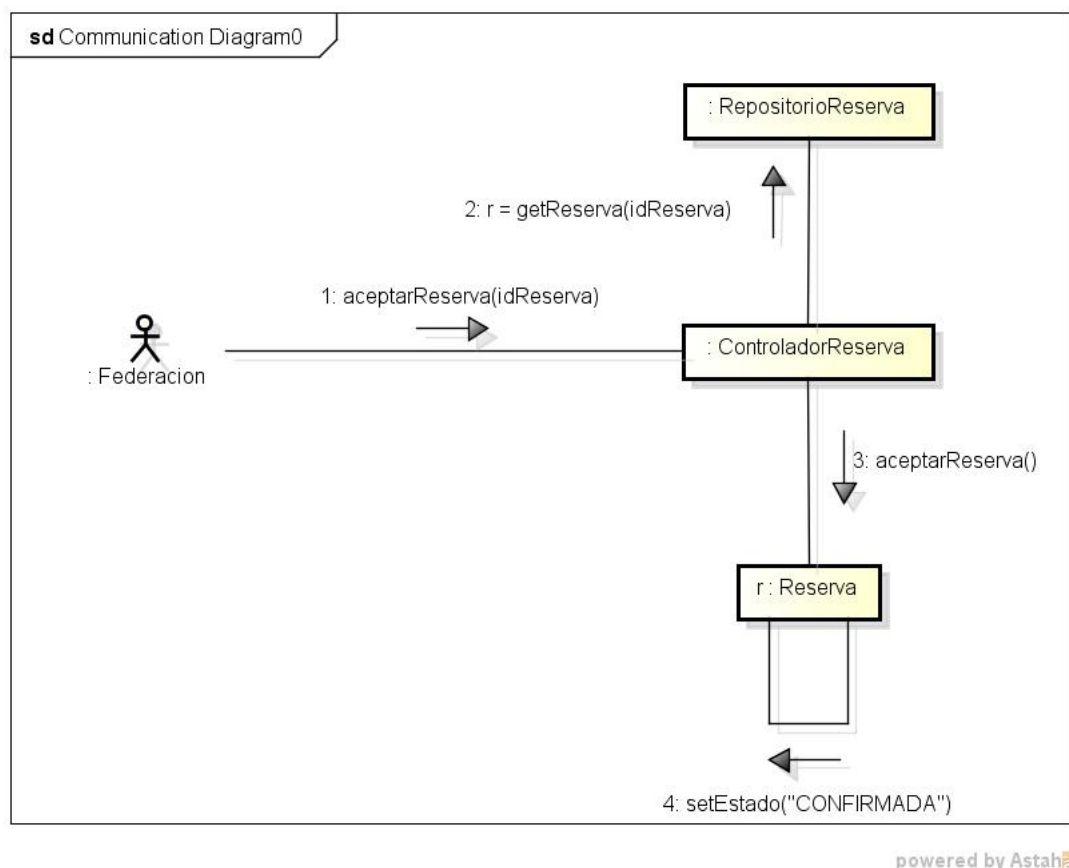 sd Communication Diagram0
: RepositorioReserva
2: r = getReserva(idReserva)
1: aceptarReserva(idReserva)
: ControladorReserva
: Federacion
3: aceptarReserva()
r : Reserva
4: setEstado("CONFIRMADA")
powered by Astah